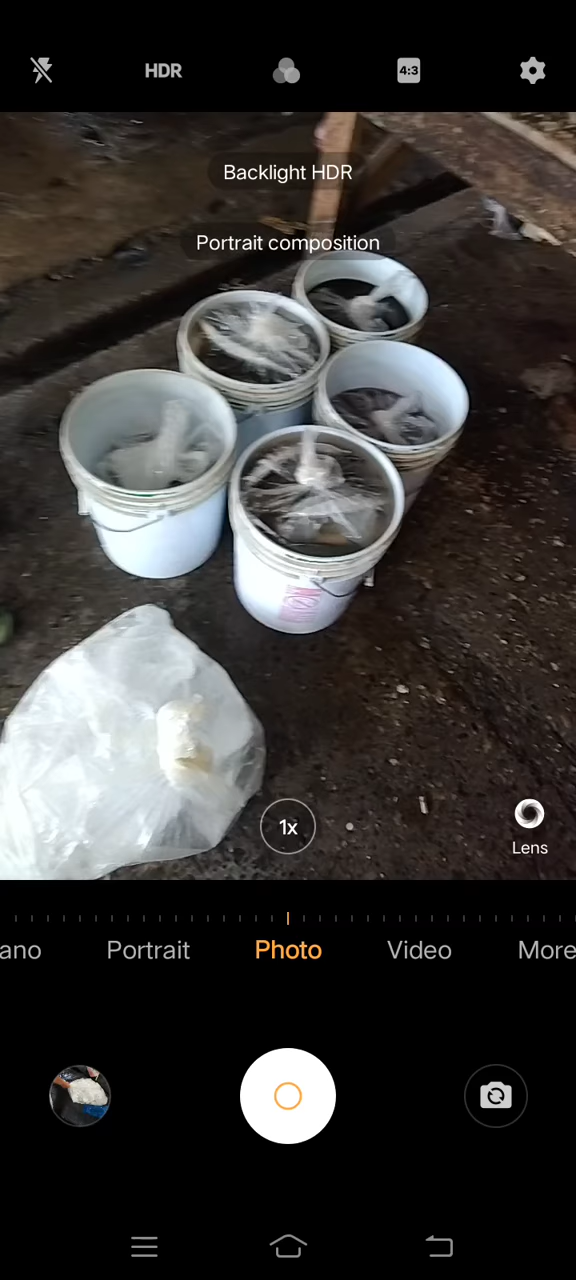 HDR
4:3
Backlight HDR
Portrait composition
1x
Lens
ano Portrait Photo Video More